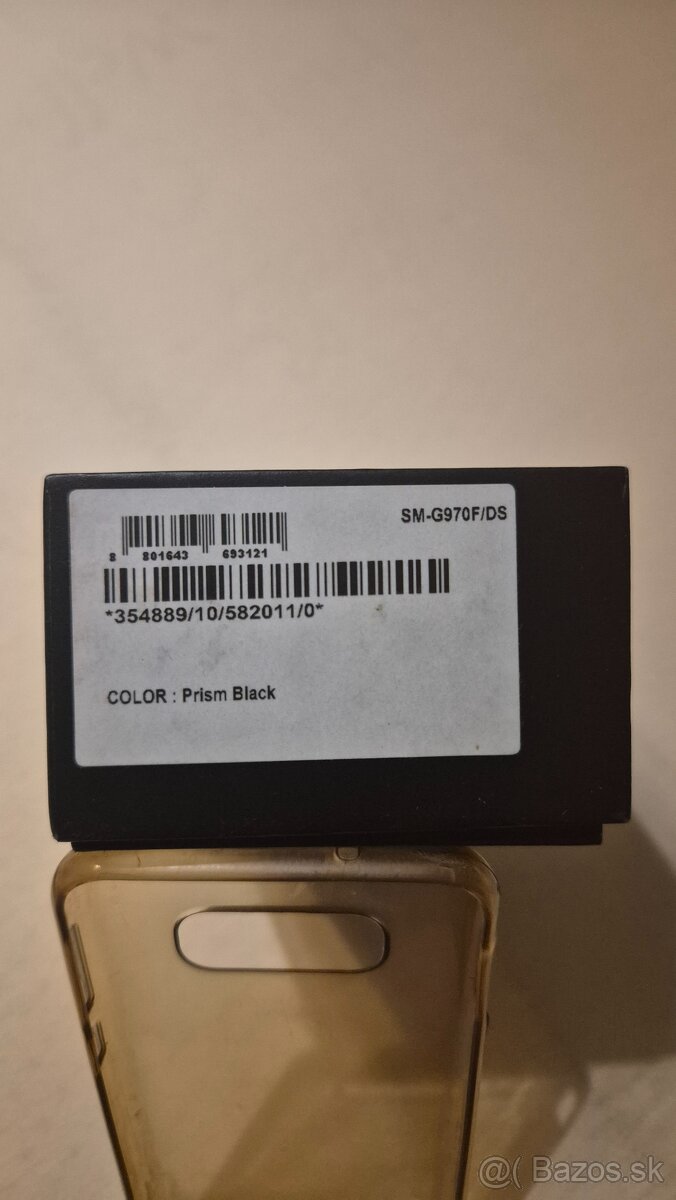 SM-G970F/DS
8 801643 693121
*354889/10/582011/0*
COLOR : Prism Black
@( Bazos.sk